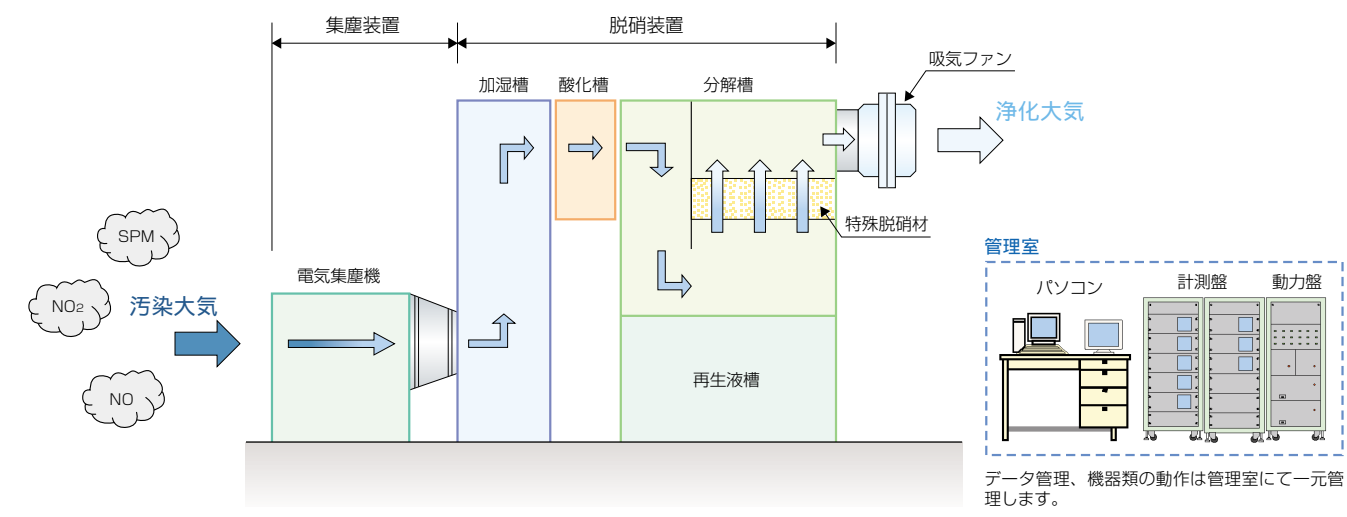 集塵装置
脱硝装置
吸気ファン
加湿槽
酸化槽
分解槽
浄化大気
特殊脱硝材
SPM
電気集塵機
NO2
汚染大気
NO
再生液槽
管理室
パソコン
計測盤
動力盤
データ管理、機器類の動作は管理室にて一元管
理します。